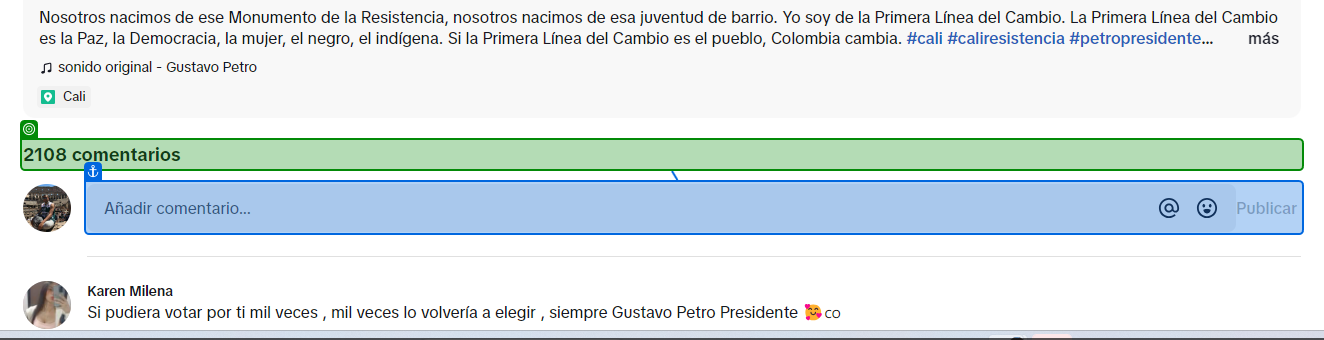 Nosotros nacimos de ese Monumento de la Resistencia, nosotros nacimos de esa juventud de barrio. Yo soy de la Primera Línea del Cambio. La Primera Línea del Cambio
es la Paz, la Democracia, la mujer, el negro, el indígena. Si la Primera Línea del Cambio es el pueblo, Colombia cambia. #cali #caliresistencia #petropresidente... más
sonido original - Gustavo Petro
Cali
2108 comentarios
Añadir comentario...
Publicar
Karen Milena
Si pudiera votar por ti mil veces , mil veces lo volvería a elegir , siempre Gustavo Petro Presidente 🥰CO